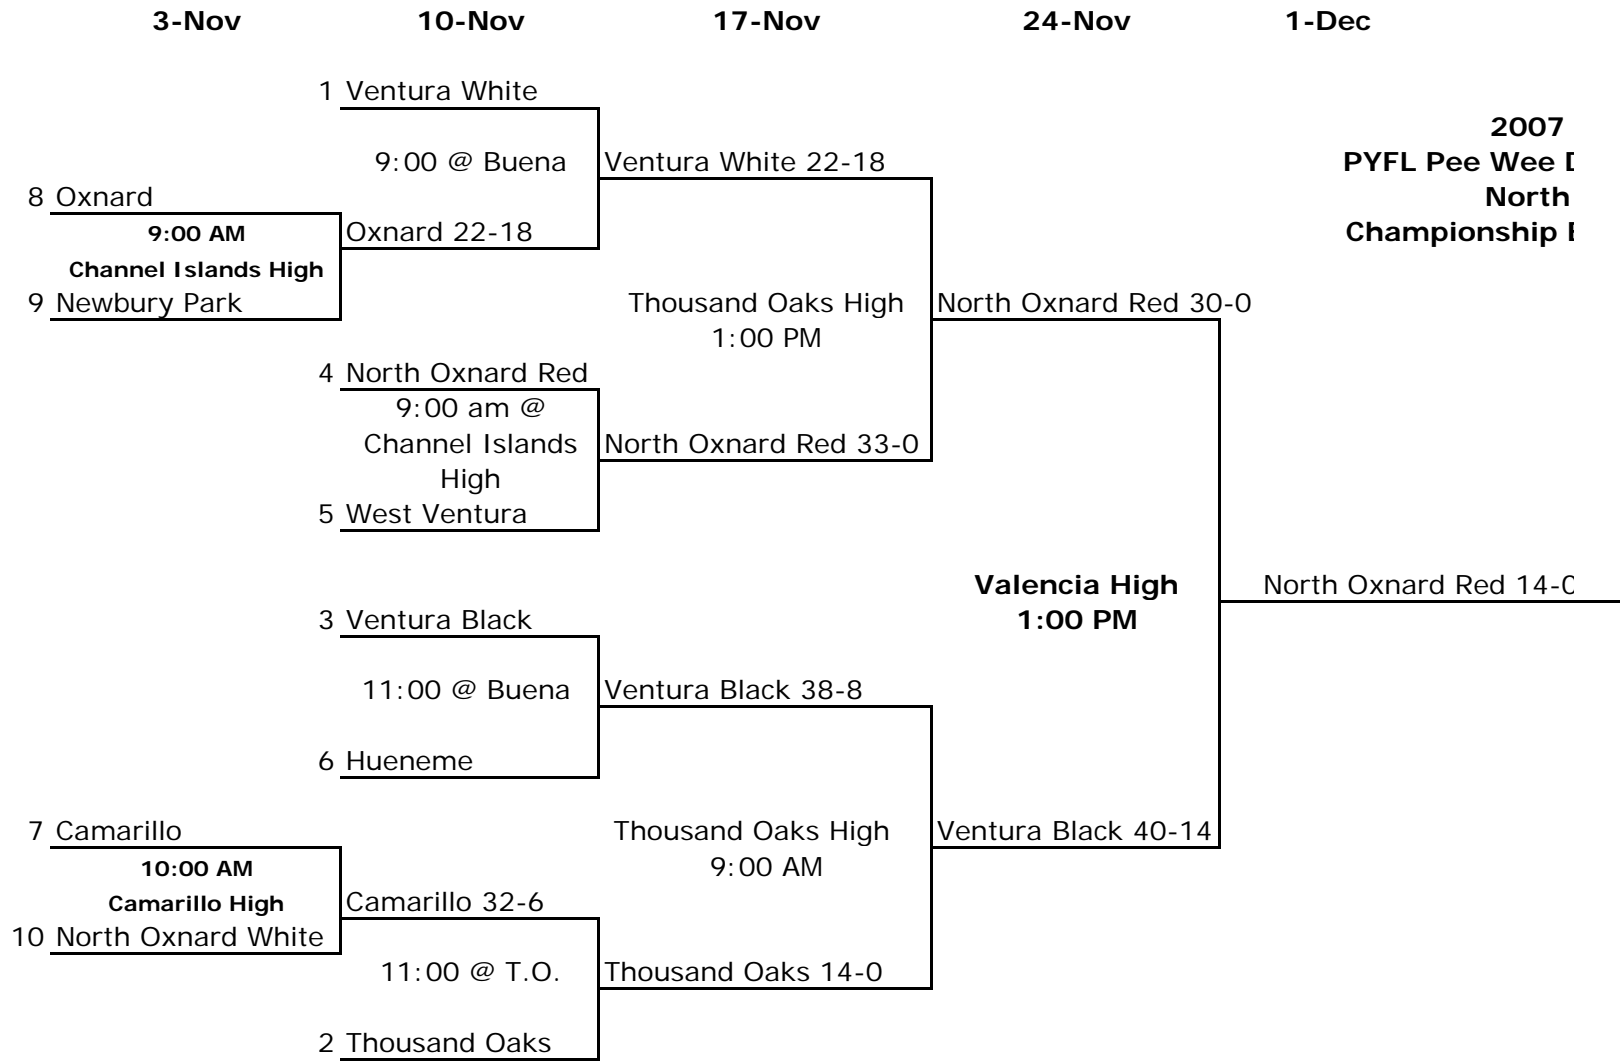 3-Nov 10-Nov 17-Nov 24-Nov 1-Dec
1 Ventura White
2007
9:00 @ Buena Ventura White 22-18 PYFL Pee Wee
8 Oxnard North
9:00 AM Oxnard 22-18 Championship
Channel Islands High
9 Newbury Park Thousand Oaks High North Oxnard Red 30-0
1:00 PM
4 North Oxnard Red
9:00 am @
Channel Islands North Oxnard Red 33-0
High
5 West Ventura
Valencia High North Oxnard Red 14-0
3 Ventura Black 1:00 PM
11:00 @ Buena Ventura Black 38-8
6 Hueneme
7 Camarillo Thousand Oaks High Ventura Black 40-14
10:00 AM 9:00 AM
Camarillo High Camarillo 32-6
10 North Oxnard White
11:00 @ T.O. Thousand Oaks 14-0
2 Thousand Oaks